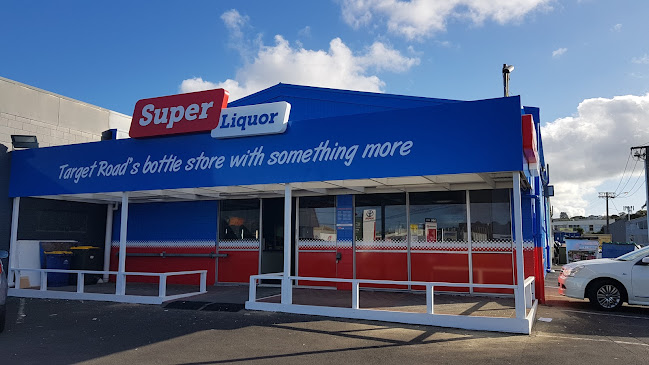 Super
Liquor
Target Road's bottle store with something more